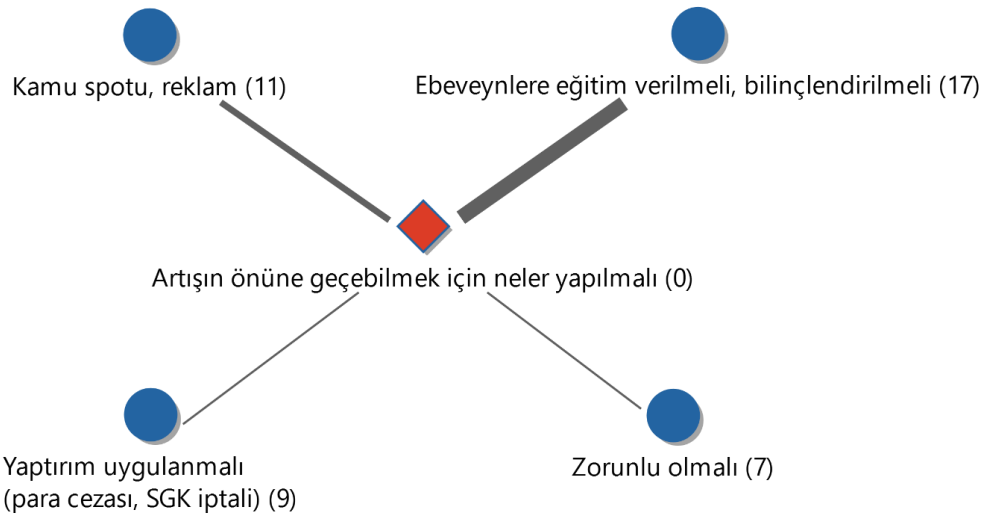 Kamu spotu, reklam (11)
Ebeveynlere eğitim verilmeli, bilinçlendirilmeli (17)
Artışın önüne geçebilmek için neler yapılmalı (0)
Yaptırım uygulanmalı
(para cezası, SGK iptali) (9)
Zorunlu olmalı (7)